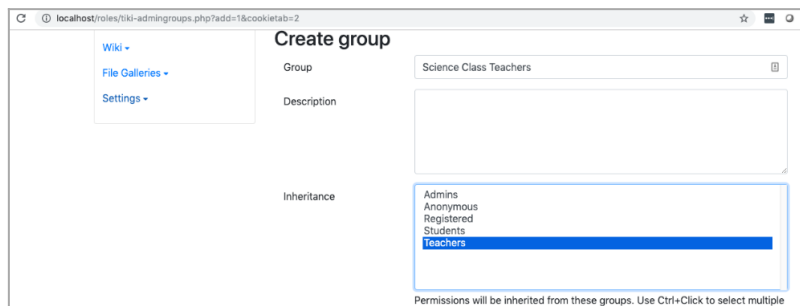 localhost/roles/tiki-admingroups.php?add=1&cookietab=2
Create group
Wiki
File Galleries
Settings
Group
Science Class Teachers
Description
Inheritance
Admins
Anonymous
Registered
Students
Teachers
Permissions will be inherited from these groups. Use Ctrl+Click to select multiple